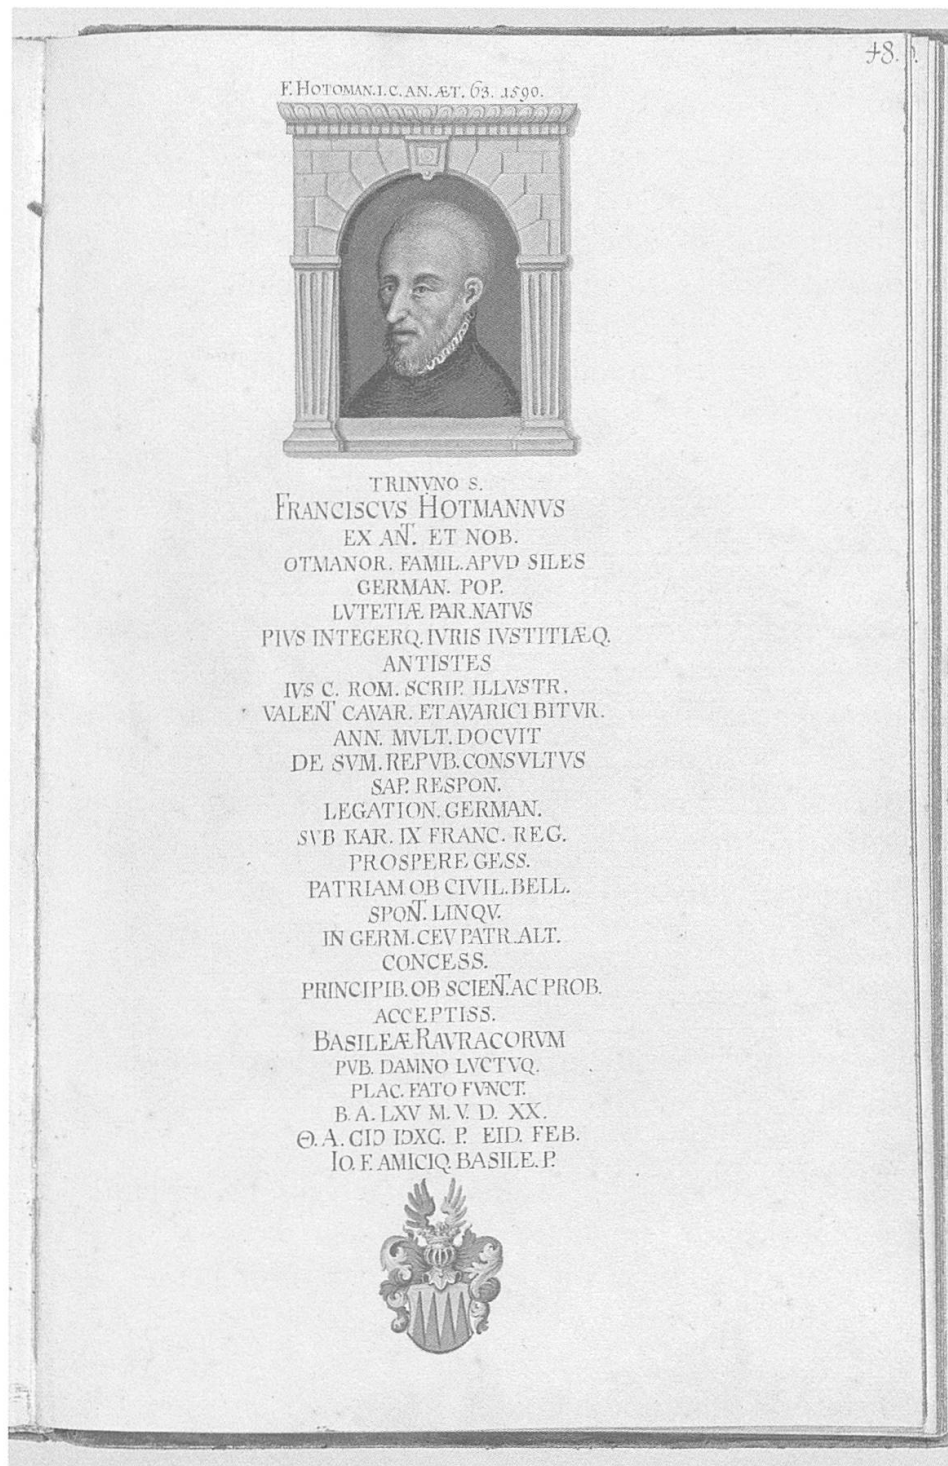 48.
F. HOTOMAN. I. C. AN. ÆT. 63. 1590.
TRINVNO S.
FRANCISCVS HOTMANNVS
EX ANT. ET NOB.
OTMANOR. FAMIL. APVD SILES
GERMAN. POP.
LVTETIÆ PAR. NATVS
PIVS INTEGERQ. IVRIS IVSTITIÆQ.
ANTISTES
IVS C. ROM. SCRIP. ILLVSTR.
VALENT CAVAR. ET AVARICI BITVR.
ANN. MVLT. DOCVIT
DE SVM. REPVB. CONSVLTVS
SAP. RESPON.
LEGATION. GERMAN.
SVB KAR. IX FRANC. REG.
PROSPERE GESS.
PATRIAM OB CIVIL. BELL.
SPONT. LINQV.
IN GERM. CEV PATR. ALT.
CONCESS.
PRINCIPIB. OB SCIENT. AC PROB.
ACCEPTISS.
BASILEÆ RAVRACORVM
PVB. DAMNO LVCTVQ.
PLAC. FATO FVNCT.
B. A. LXV M. V. D. XX.
Θ. A. CIↃ IↃXC. P. EID. FEB.
IO. F. AMICIQ. BASILE. P.